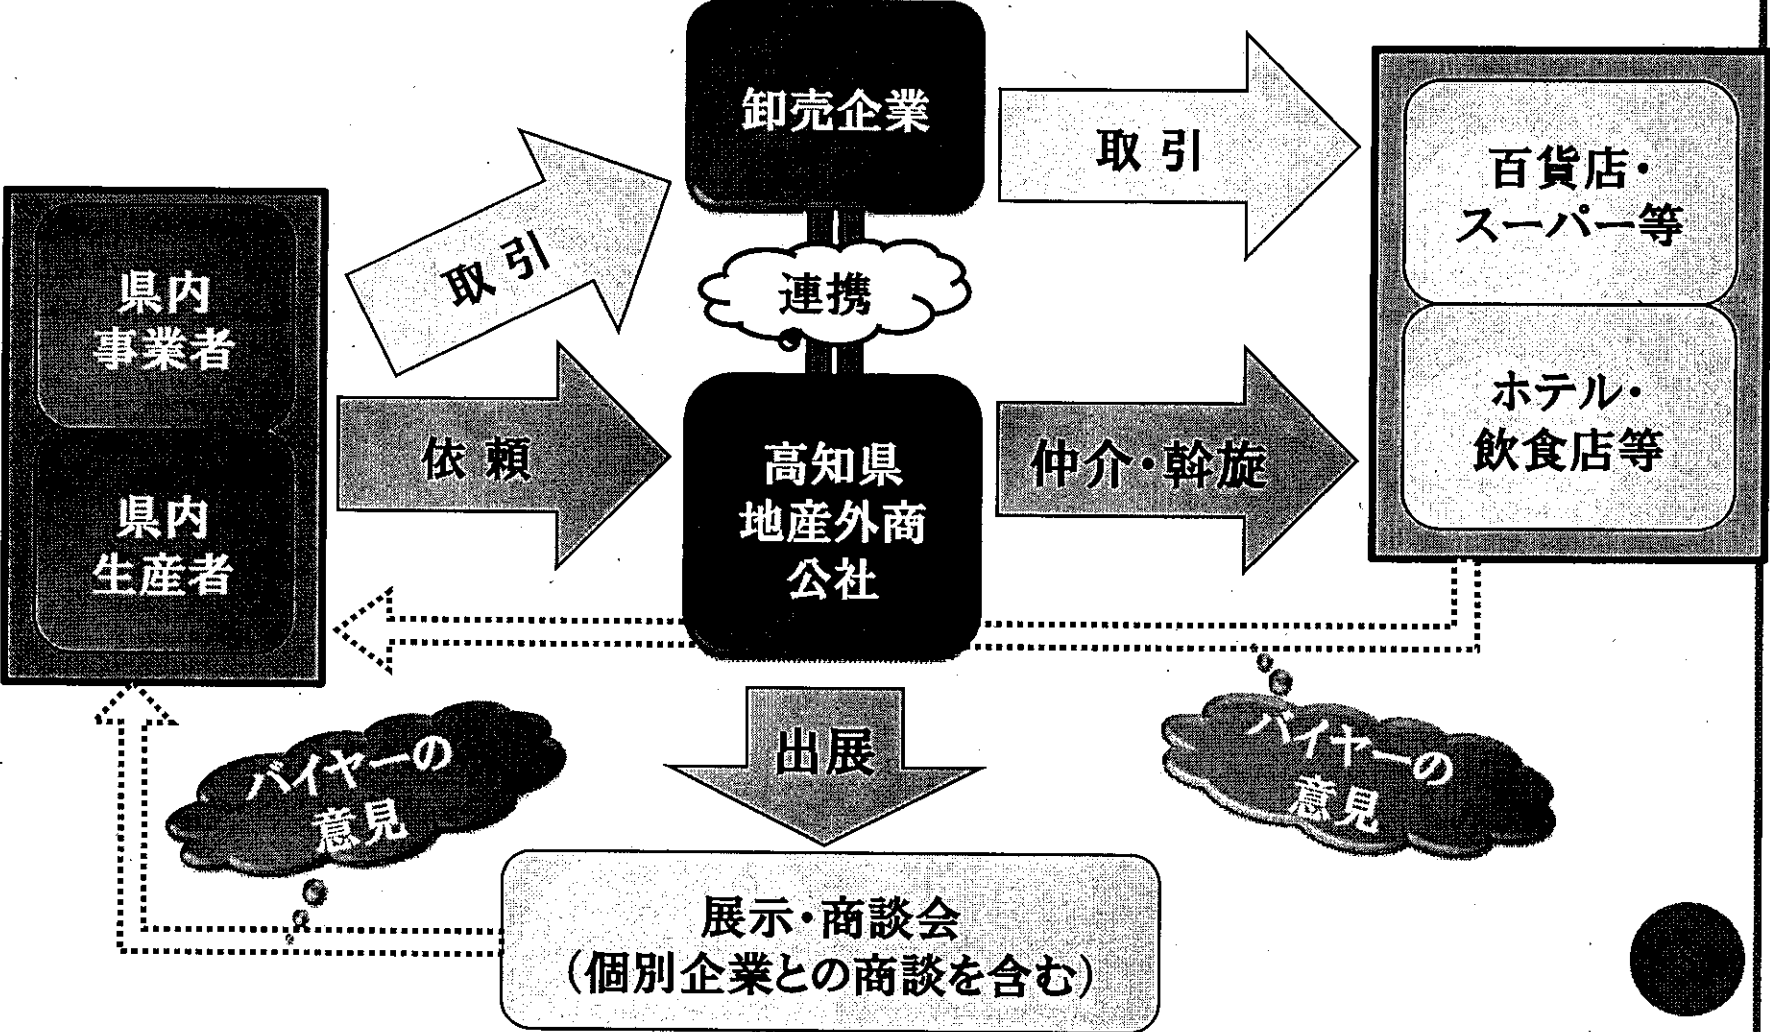 卸売企業
取引
百貨店・
スーパー等
取引
連携
県内
事業者
ホテル・
飲食店等
依頼
高知県
地産外商
公社
仲介・斡旋
県内
生産者
バイヤーの
意見
出展
バイヤーの
意見
展示・商談会
(個別企業との商談を含む)